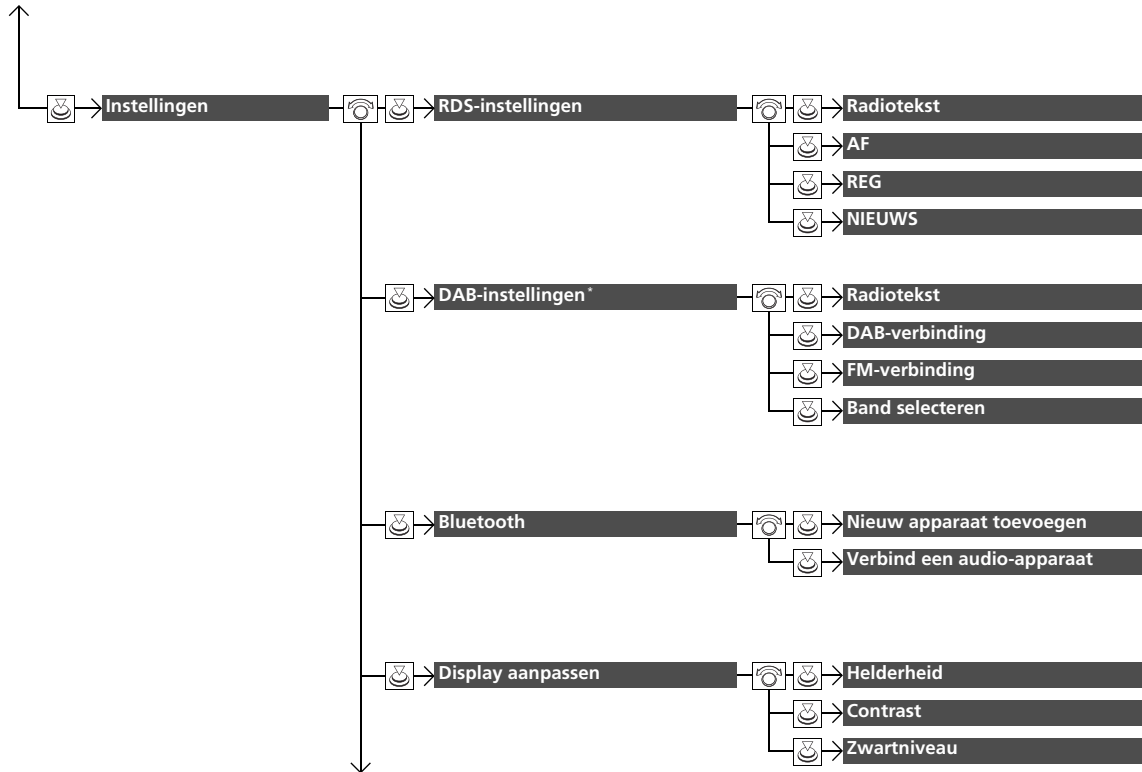 Instellingen
RDS-instellingen
Radiotekst
AF
REG
NIEUWS
DAB-instellingen*
Radiotekst
DAB-verbinding
FM-verbinding
Band selecteren
Bluetooth
Nieuw apparaat toevoegen
Verbind een audio-apparaat
Display aanpassen
Helderheid
Contrast
Zwartniveau